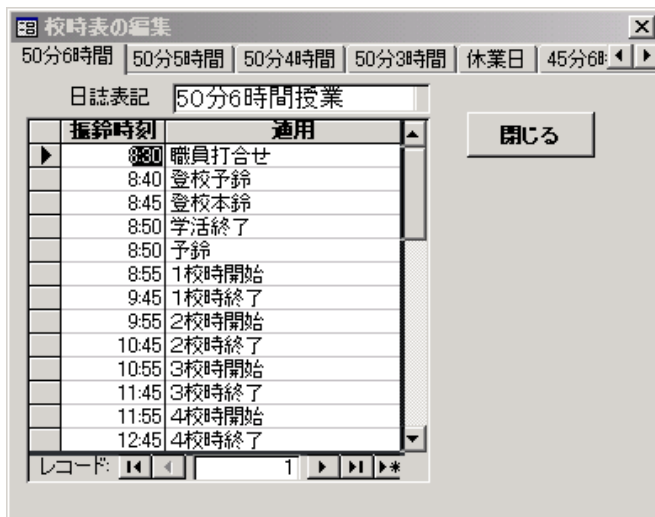 校時表の編集
50分6時間 50分5時間 50分4時間 50分3時間 休業日 45分6時
日誌表記 50分6時間授業
閉じる
振鈴時刻 適用
8:30 職員打合せ
8:40 登校予鈴
8:45 登校本鈴
8:50 学活終了
8:50 予鈴
8:55 1校時開始
9:45 1校時終了
9:55 2校時開始
10:45 2校時終了
10:55 3校時開始
11:45 3校時終了
11:55 4校時開始
12:45 4校時終了
レコード: 1